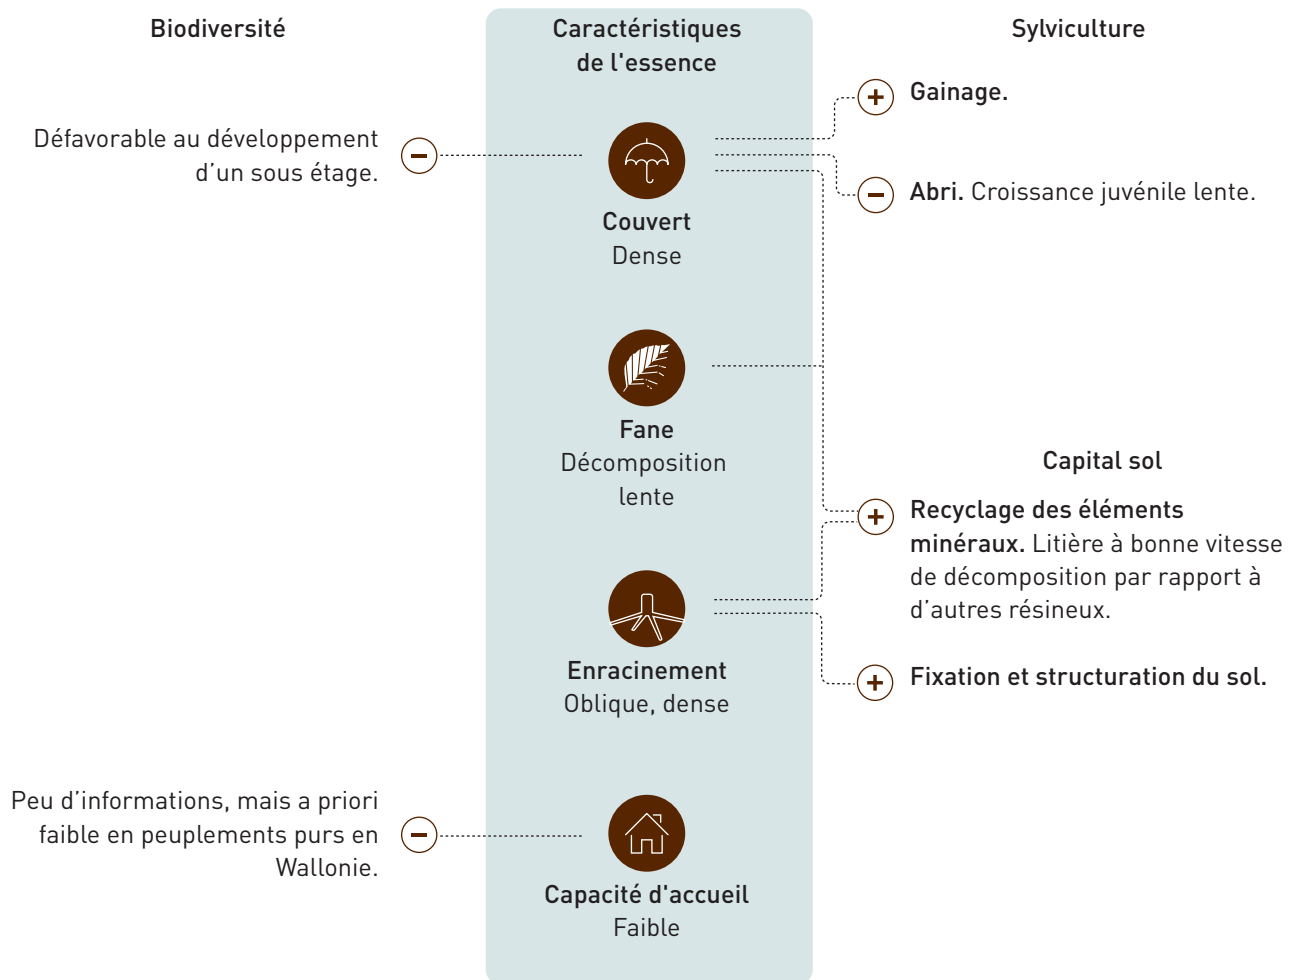 Biodiversité
Caractéristiques
de l'essence
Sylviculture
Défavorable au développement
d’un sous étage.
Couvert
Dense
Gainage.
Abri. Croissance juvénile lente.
Fane
Décomposition
lente
Capital sol
Recyclage des éléments
minéraux. Litière à bonne vitesse
de décomposition par rapport à
d’autres résineux.
Enracinement
Oblique, dense
Fixation et structuration du sol.
Peu d’informations, mais a priori
faible en peuplements purs en
Wallonie.
Capacité d'accueil
Faible